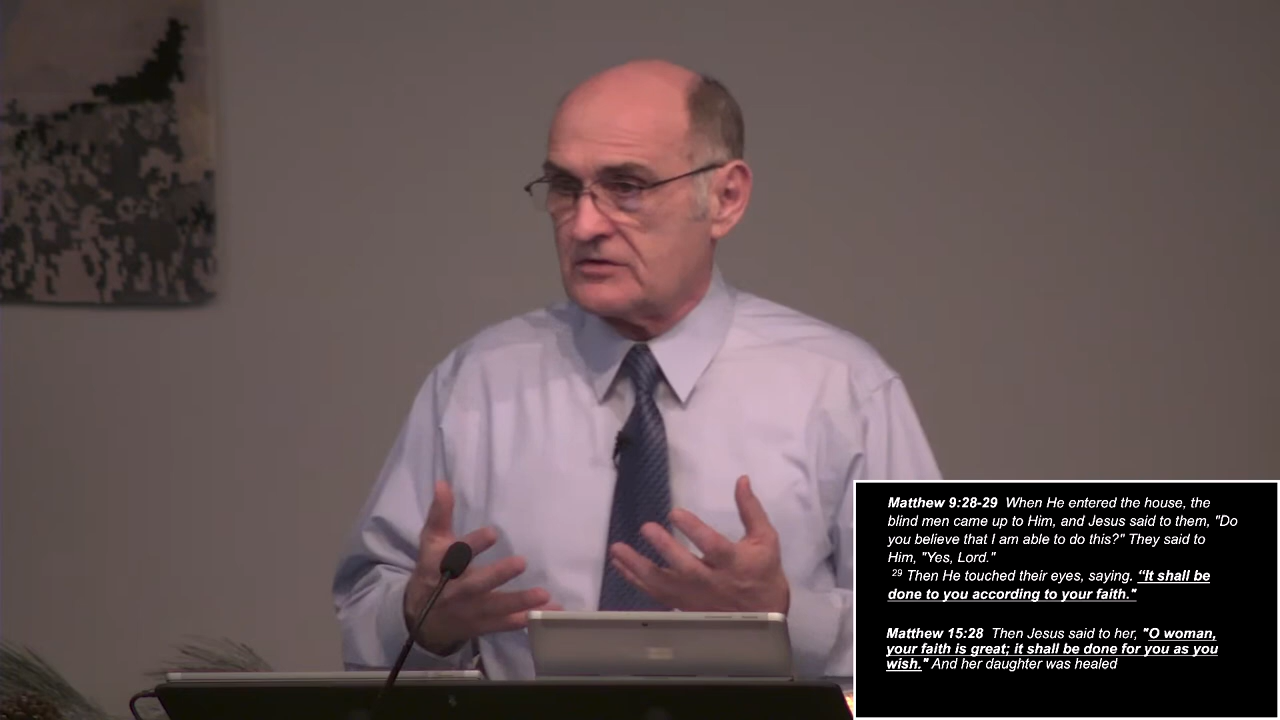 Matthew 9:28-29 When He entered the house, the
blind men came up to Him, and Jesus said to them, "Do
you believe that I am able to do this?" They said to
Him, "Yes, Lord."
29 Then He touched their eyes, saying. “It shall be
done to you according to your faith."
Matthew 15:28 Then Jesus said to her, "O woman,
your faith is great; it shall be done for you as you
wish." And her daughter was healed